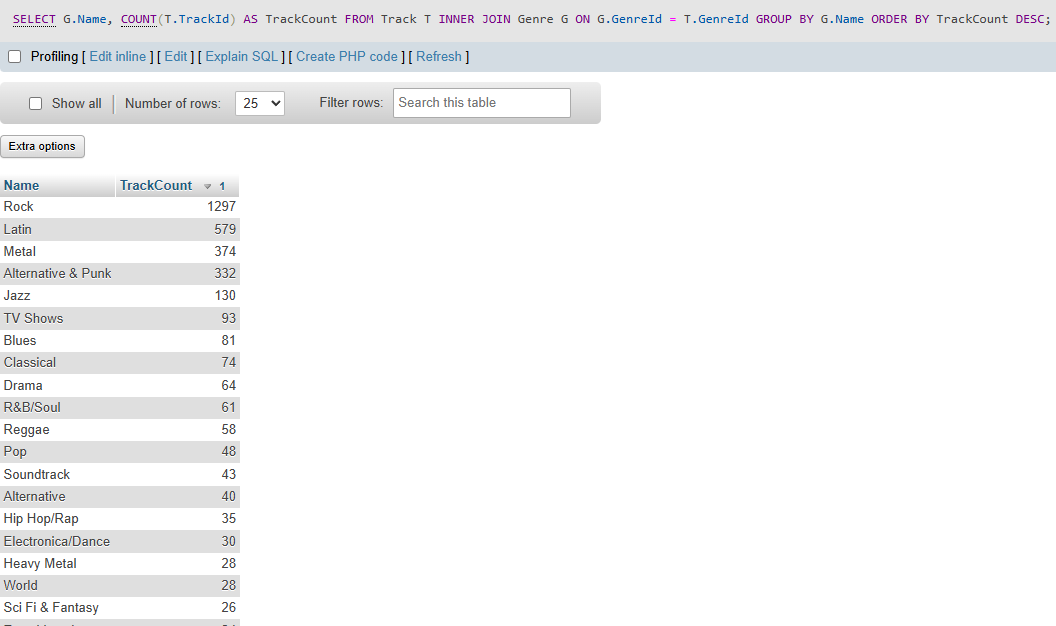 SELECT G.Name, COUNT(T.TrackId) AS TrackCount FROM Track T INNER JOIN Genre G ON G.GenreId = T.GenreId GROUP BY G.Name ORDER BY TrackCount DESC;
Profiling [ Edit inline ] [ Edit ] [ Explain SQL ] [ Create PHP code ] [ Refresh ]
Show all Number of rows: 25 Filter rows: Search this table
Extra options
Name TrackCount 1
Rock 1297
Latin 579
Metal 374
Alternative & Punk 332
Jazz 130
TV Shows 93
Blues 81
Classical 74
Drama 64
R&B/Soul 61
Reggae 58
Pop 48
Soundtrack 43
Alternative 40
Hip Hop/Rap 35
Electronica/Dance 30
Heavy Metal 28
World 28
Sci Fi & Fantasy 26